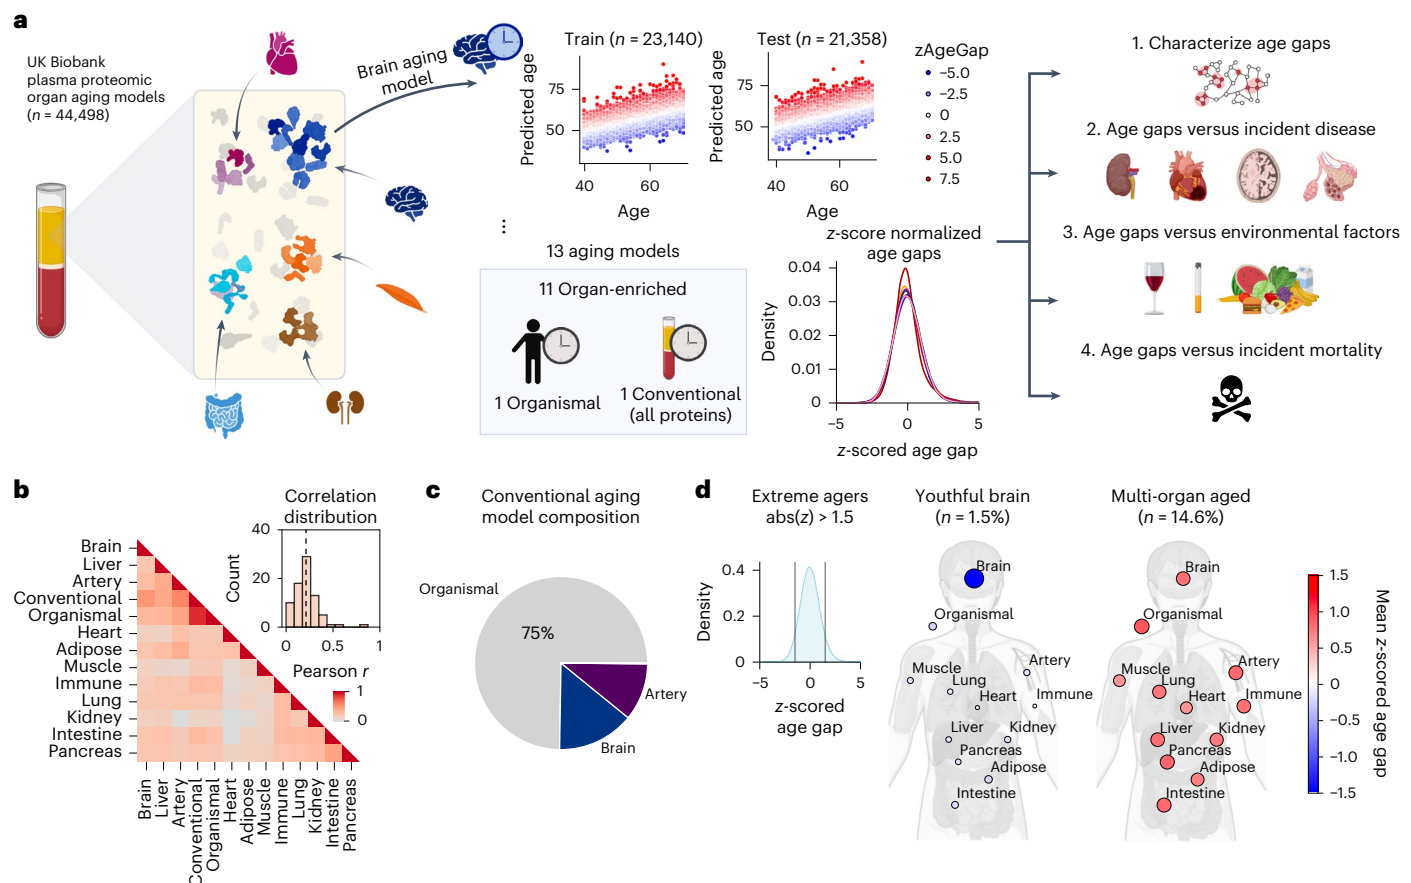 a
UK Biobank
plasma proteomic
organ aging models
(n = 44,498)
Brain aging
model
Train (n = 23,140)
Predicted age
75
50
40
60
Age
Test (n = 21,358)
Predicted age
75
50
40
60
Age
zAgeGap
−5.0
−2.5
0
2.5
5.0
7.5
...
13 aging models
11 Organ-enriched
1 Organismal
1 Conventional
(all proteins)
z-score normalized
age gaps
Density
0.04
0.03
0.02
0.01
0
−5
0
5
z-scored age gap
1. Characterize age gaps
2. Age gaps versus incident disease
3. Age gaps versus environmental factors
4. Age gaps versus incident mortality
b
Correlation
distribution
Count
40
20
0
0
0.5
1
Pearson r
1
0
Brain
Liver
Artery
Conventional
Organismal
Heart
Adipose
Muscle
Immune
Lung
Kidney
Intestine
Pancreas
Brain
Liver
Artery
Conventional
Organismal
Heart
Adipose
Muscle
Immune
Lung
Kidney
Intestine
Pancreas
c
Conventional aging
model composition
Organismal
75%
Artery
Brain
d
Extreme agers
abs(z) > 1.5
Density
0.4
0.2
0
−5
0
5
z-scored
age gap
Youthful brain
(n = 1.5%)
Brain
Organismal
Muscle
Lung
Artery
Heart
Immune
Liver
Kidney
Pancreas
Adipose
Intestine
Multi-organ aged
(n = 14.6%)
Brain
Organismal
Muscle
Lung
Artery
Heart
Immune
Liver
Kidney
Pancreas
Adipose
Intestine
1.5
1.0
0.5
0
−0.5
−1.0
−1.5
Mean z-scored age gap